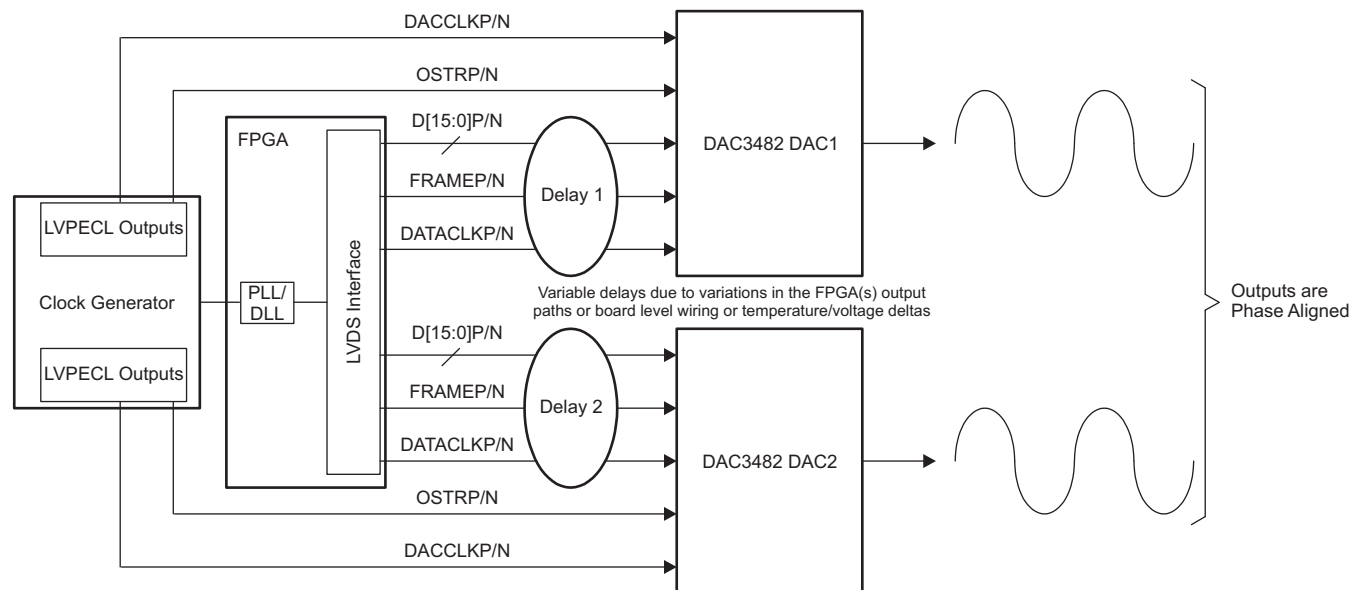 DACCLKP/N
OSTRP/N
D[15:0]P/N
FPGA
DAC3482 DAC1
FRAMEP/N
Delay 1
LVPECL Outputs
DATACLKP/N
Clock Generator
PLL/
DLL
LVDS Interface
Variable delays due to variations in the FPGA(s) output
paths or board level wiring or temperature/voltage deltas
Outputs are
Phase Aligned
D[15:0]P/N
LVPECL Outputs
FRAMEP/N
Delay 2
DATACLKP/N
DAC3482 DAC2
OSTRP/N
DACCLKP/N